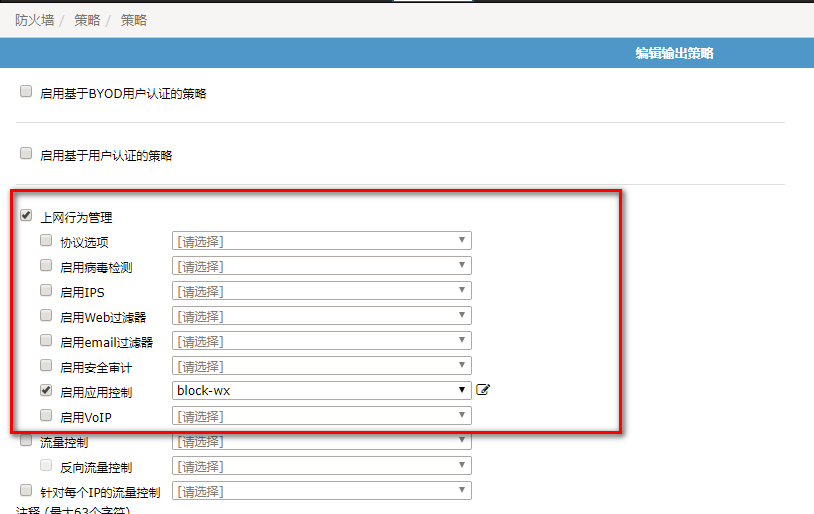 防火墙 / 策略 / 策略
编辑输出策略
启用基于BYOD用户认证的策略
启用基于用户认证的策略
上网行为管理
协议选项 [请选择]
启用病毒检测 [请选择]
启用IPS [请选择]
启用Web过滤器 [请选择]
启用email过滤器 [请选择]
启用安全审计 [请选择]
启用应用控制 block-wx
启用VoIP [请选择]
流量控制 [请选择]
反向流量控制 [请选择]
针对每个IP的流量控制 [请选择]
注释 (最大63个字符)